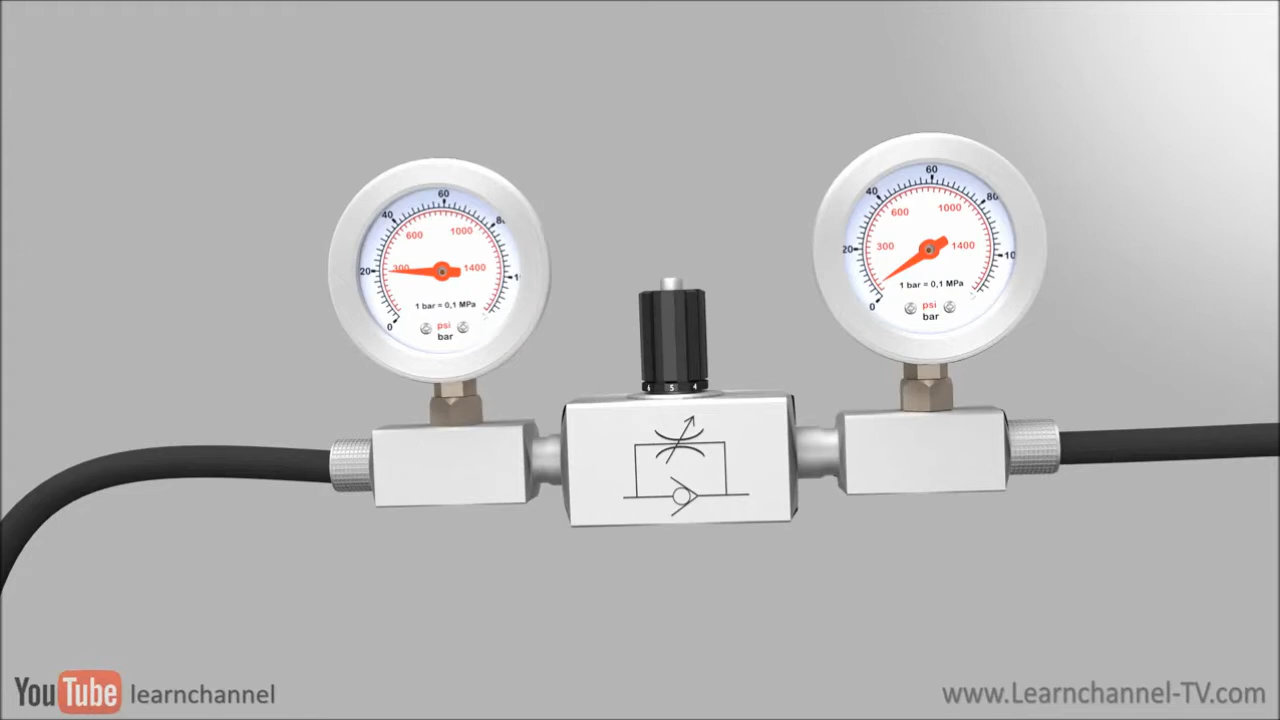 60
40
80
20
0
600
1000
300
1400
1 bar = 0,1 MPa
psi
bar
60
40
80
20
10
0
600
1000
300
1400
1 bar = 0,1 MPa
psi
bar
6 5 4
YouTube learnchannel
www.Learnchannel-TV.com